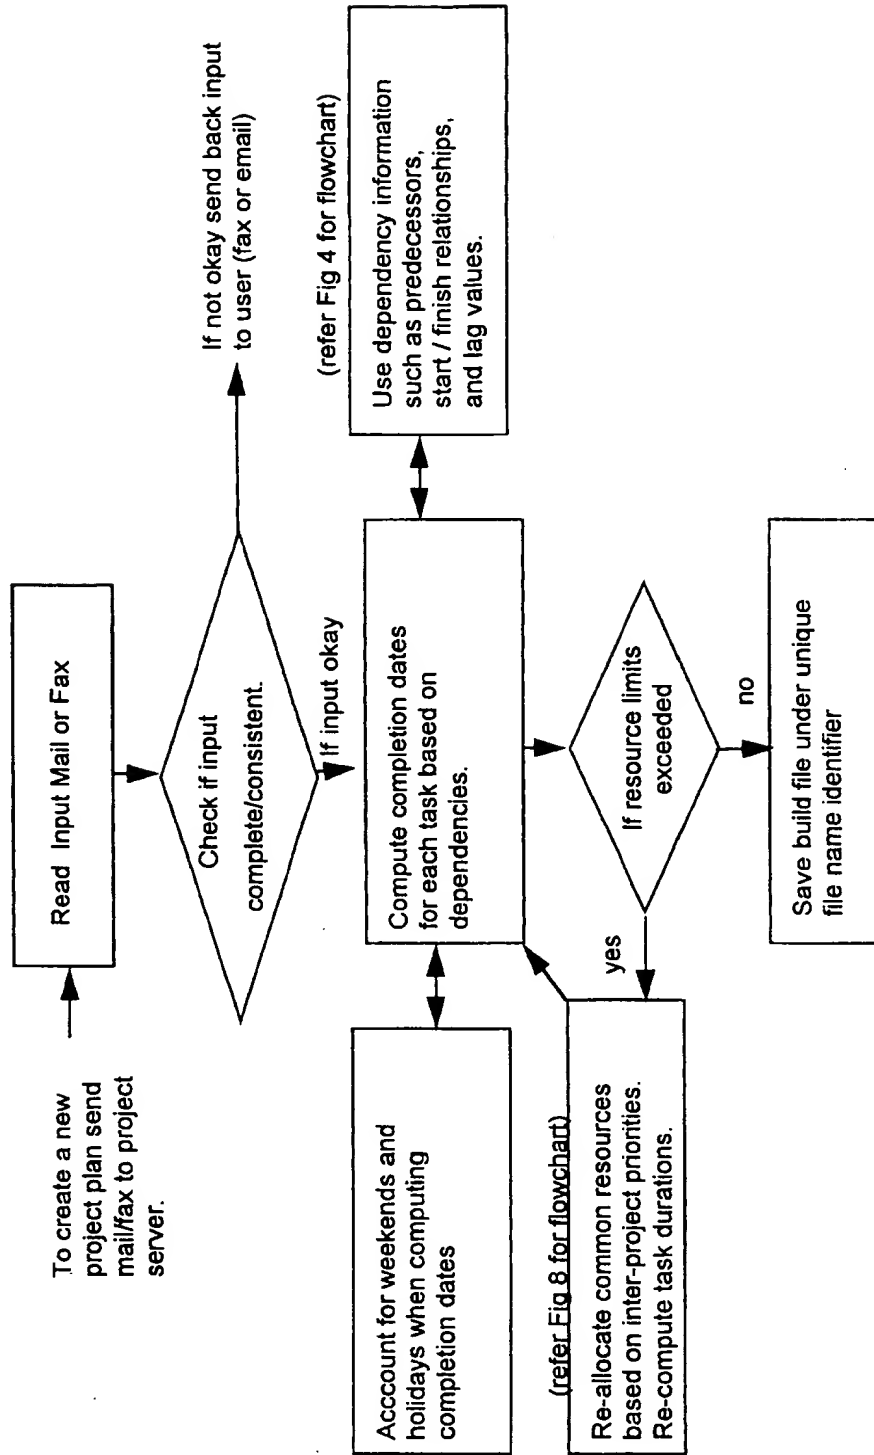 To create a new
project plan send
mail/fax to project
server.
Read Input Mail or Fax
Check if input
complete/consistent.
If not okay send back input
to user (fax or email)
If input okay
(refer Fig 4 for flowchart)
Use dependency information
such as predecessors,
start / finish relationships,
and lag values.
Compute completion dates
for each task based on
dependencies.
Acccount for weekends and
holidays when computing
completion dates
(refer Fig 8 for flowchart)
Re-allocate common resources
based on inter-project priorities.
Re-compute task durations.
yes
If resource limits
exceeded
no
Save build file under unique
file name identifier